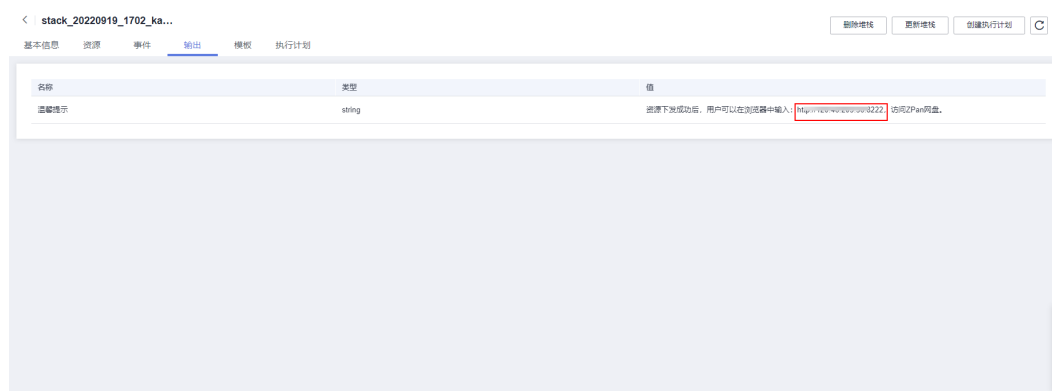 stack_20220919_1702_ka...
删除堆栈 更新堆栈 创建执行计划
基本信息 资源 事件 输出 模板 执行计划
名称 类型 值
温馨提示 string 资源下发成功后，用户可以在浏览器中输入： 访问ZPan网盘。